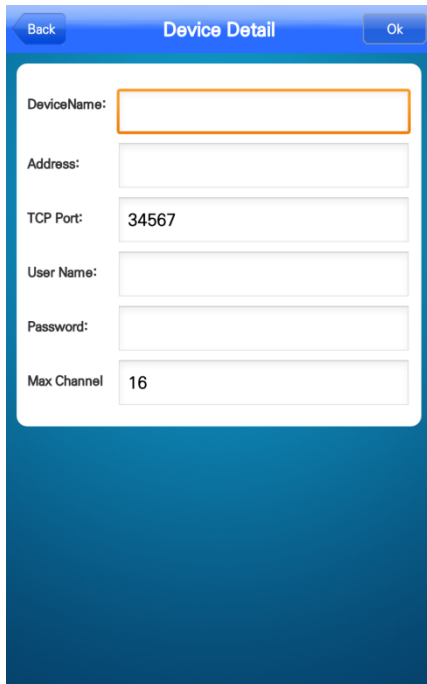 Back Device Detail Ok
DeviceName:
Address:
TCP Port: 34567
User Name:
Password:
Max Channel 16